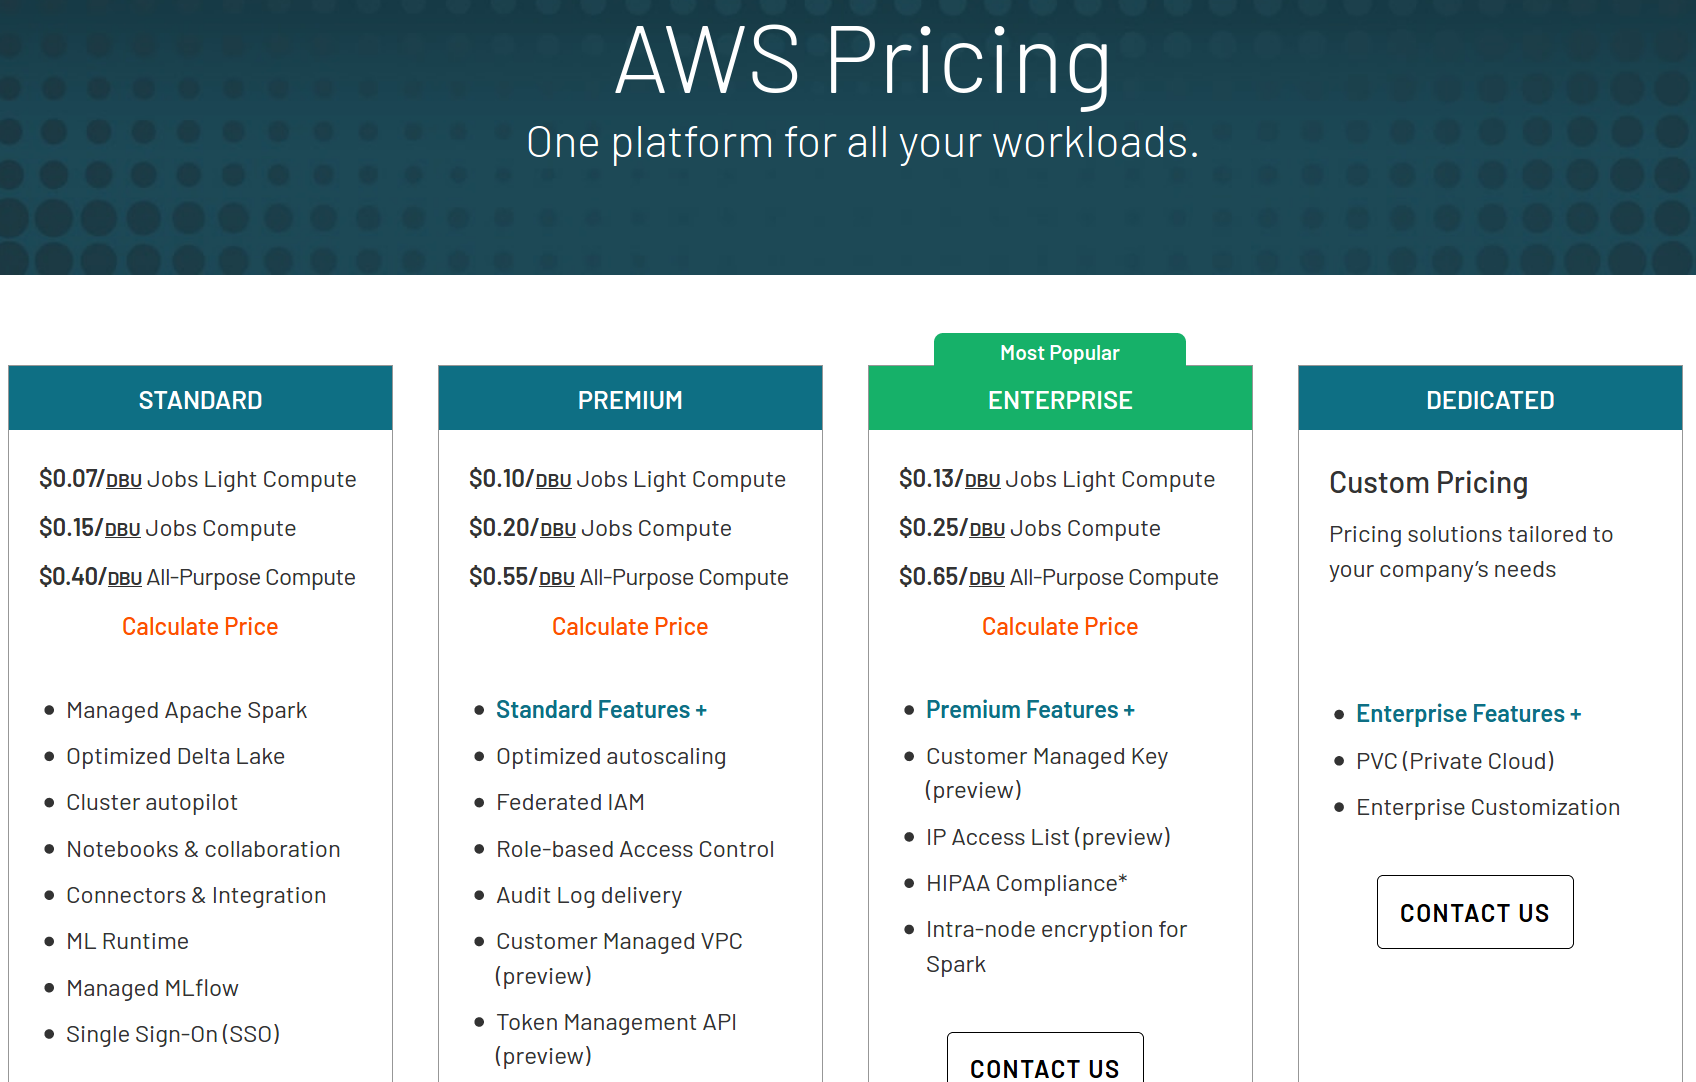 AWS Pricing
One platform for all your workloads.
STANDARD
$0.07/DBU Jobs Light Compute
$0.15/DBU Jobs Compute
$0.40/DBU All-Purpose Compute
Calculate Price
Managed Apache Spark
Optimized Delta Lake
Cluster autopilot
Notebooks & collaboration
Connectors & Integration
ML Runtime
Managed MLflow
Single Sign-On (SSO)
PREMIUM
$0.10/DBU Jobs Light Compute
$0.20/DBU Jobs Compute
$0.55/DBU All-Purpose Compute
Calculate Price
Standard Features +
Optimized autoscaling
Federated IAM
Role-based Access Control
Audit Log delivery
Customer Managed VPC
(preview)
Token Management API
(preview)
Most Popular
ENTERPRISE
$0.13/DBU Jobs Light Compute
$0.25/DBU Jobs Compute
$0.65/DBU All-Purpose Compute
Calculate Price
Premium Features +
Customer Managed Key
(preview)
IP Access List (preview)
HIPAA Compliance*
Intra-node encryption for
Spark
CONTACT US
DEDICATED
Custom Pricing
Pricing solutions tailored to
your company's needs
Enterprise Features +
PVC (Private Cloud)
Enterprise Customization
CONTACT US